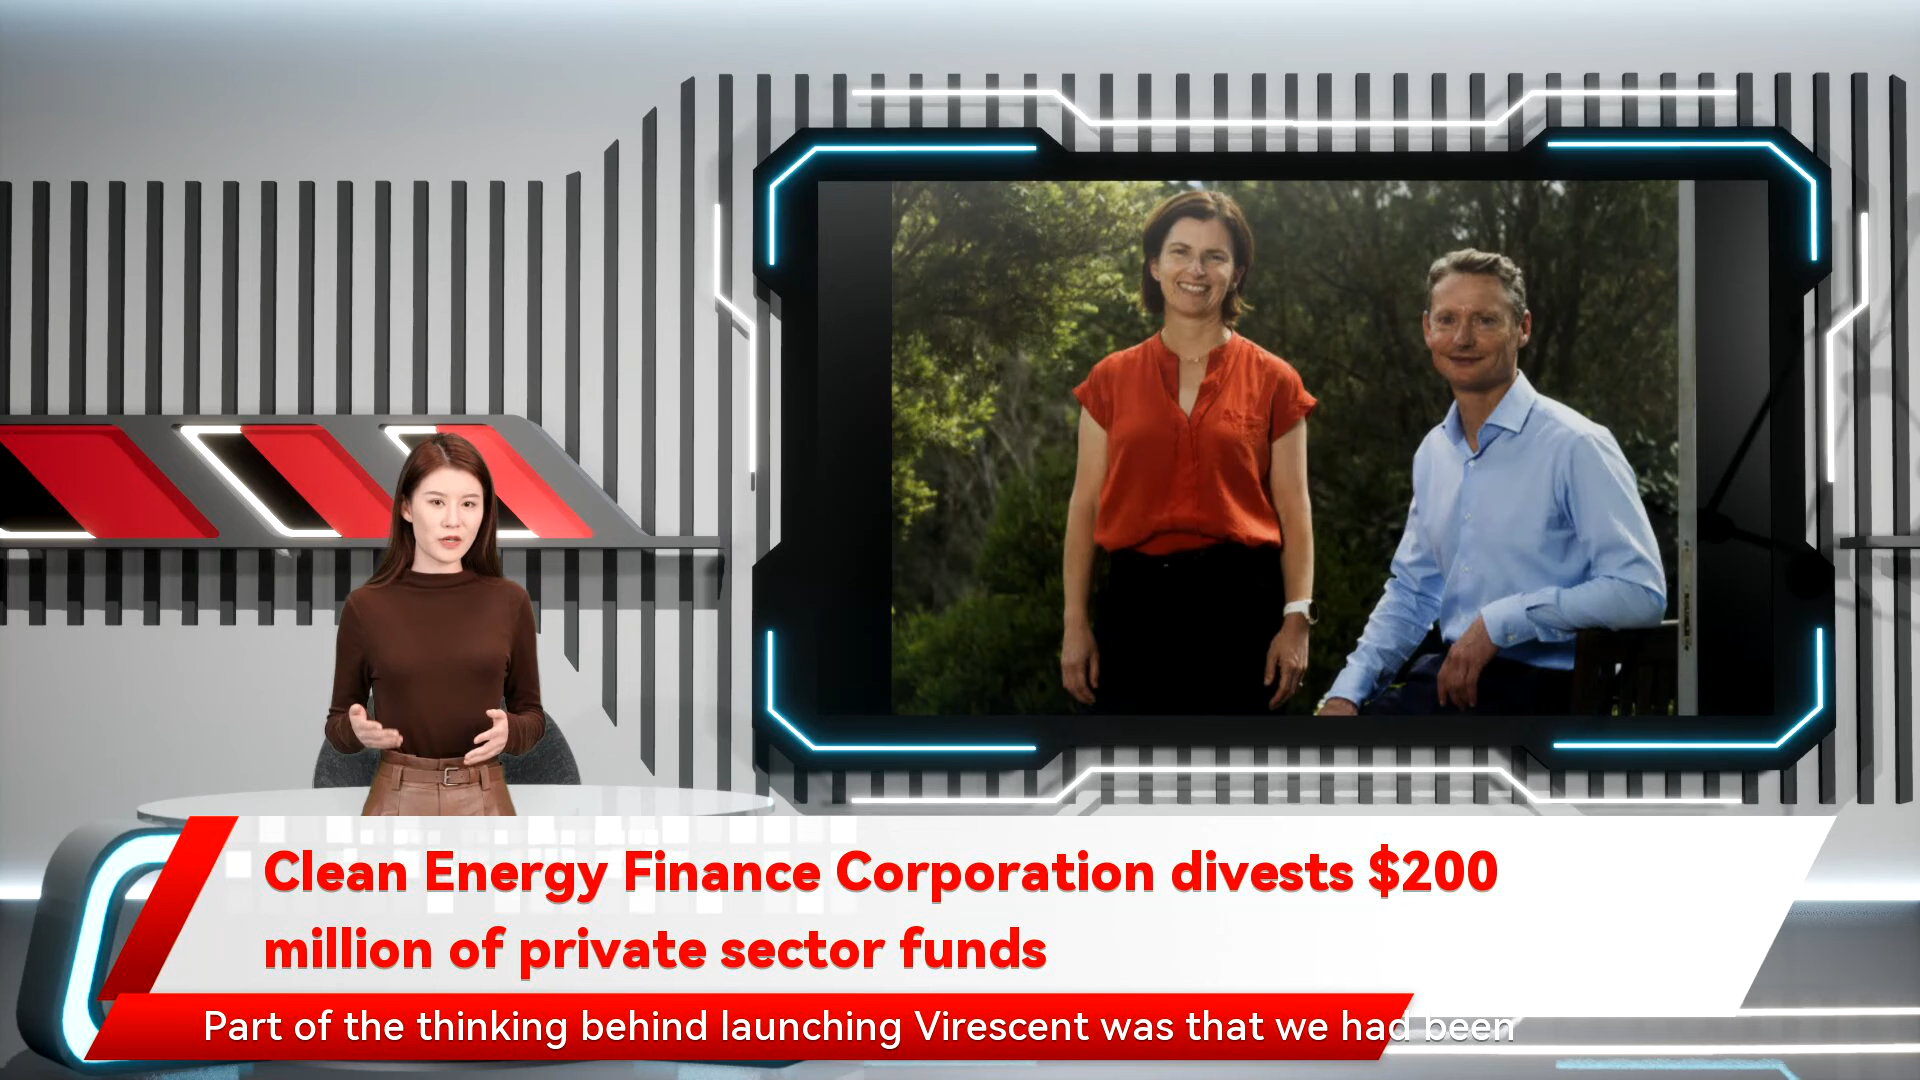 Clean Energy Finance Corporation divests $200
million of private sector funds
Part of the thinking behind launching Virescent was that we had been